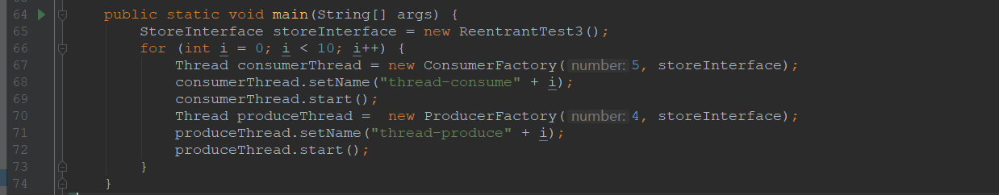 64 public static void main(String[] args) {
65 StoreInterface storeInterface = new ReentrantTest3();
66 for (int i = 0; i < 10; i++) {
67 Thread consumerThread = new ConsumerFactory( number: 5, storeInterface);
68 consumerThread.setName("thread-consume" + i);
69 consumerThread.start();
70 Thread produceThread =  new ProducerFactory( number: 4, storeInterface);
71 produceThread.setName("thread-produce" + i);
72 produceThread.start();
73 }
74 }